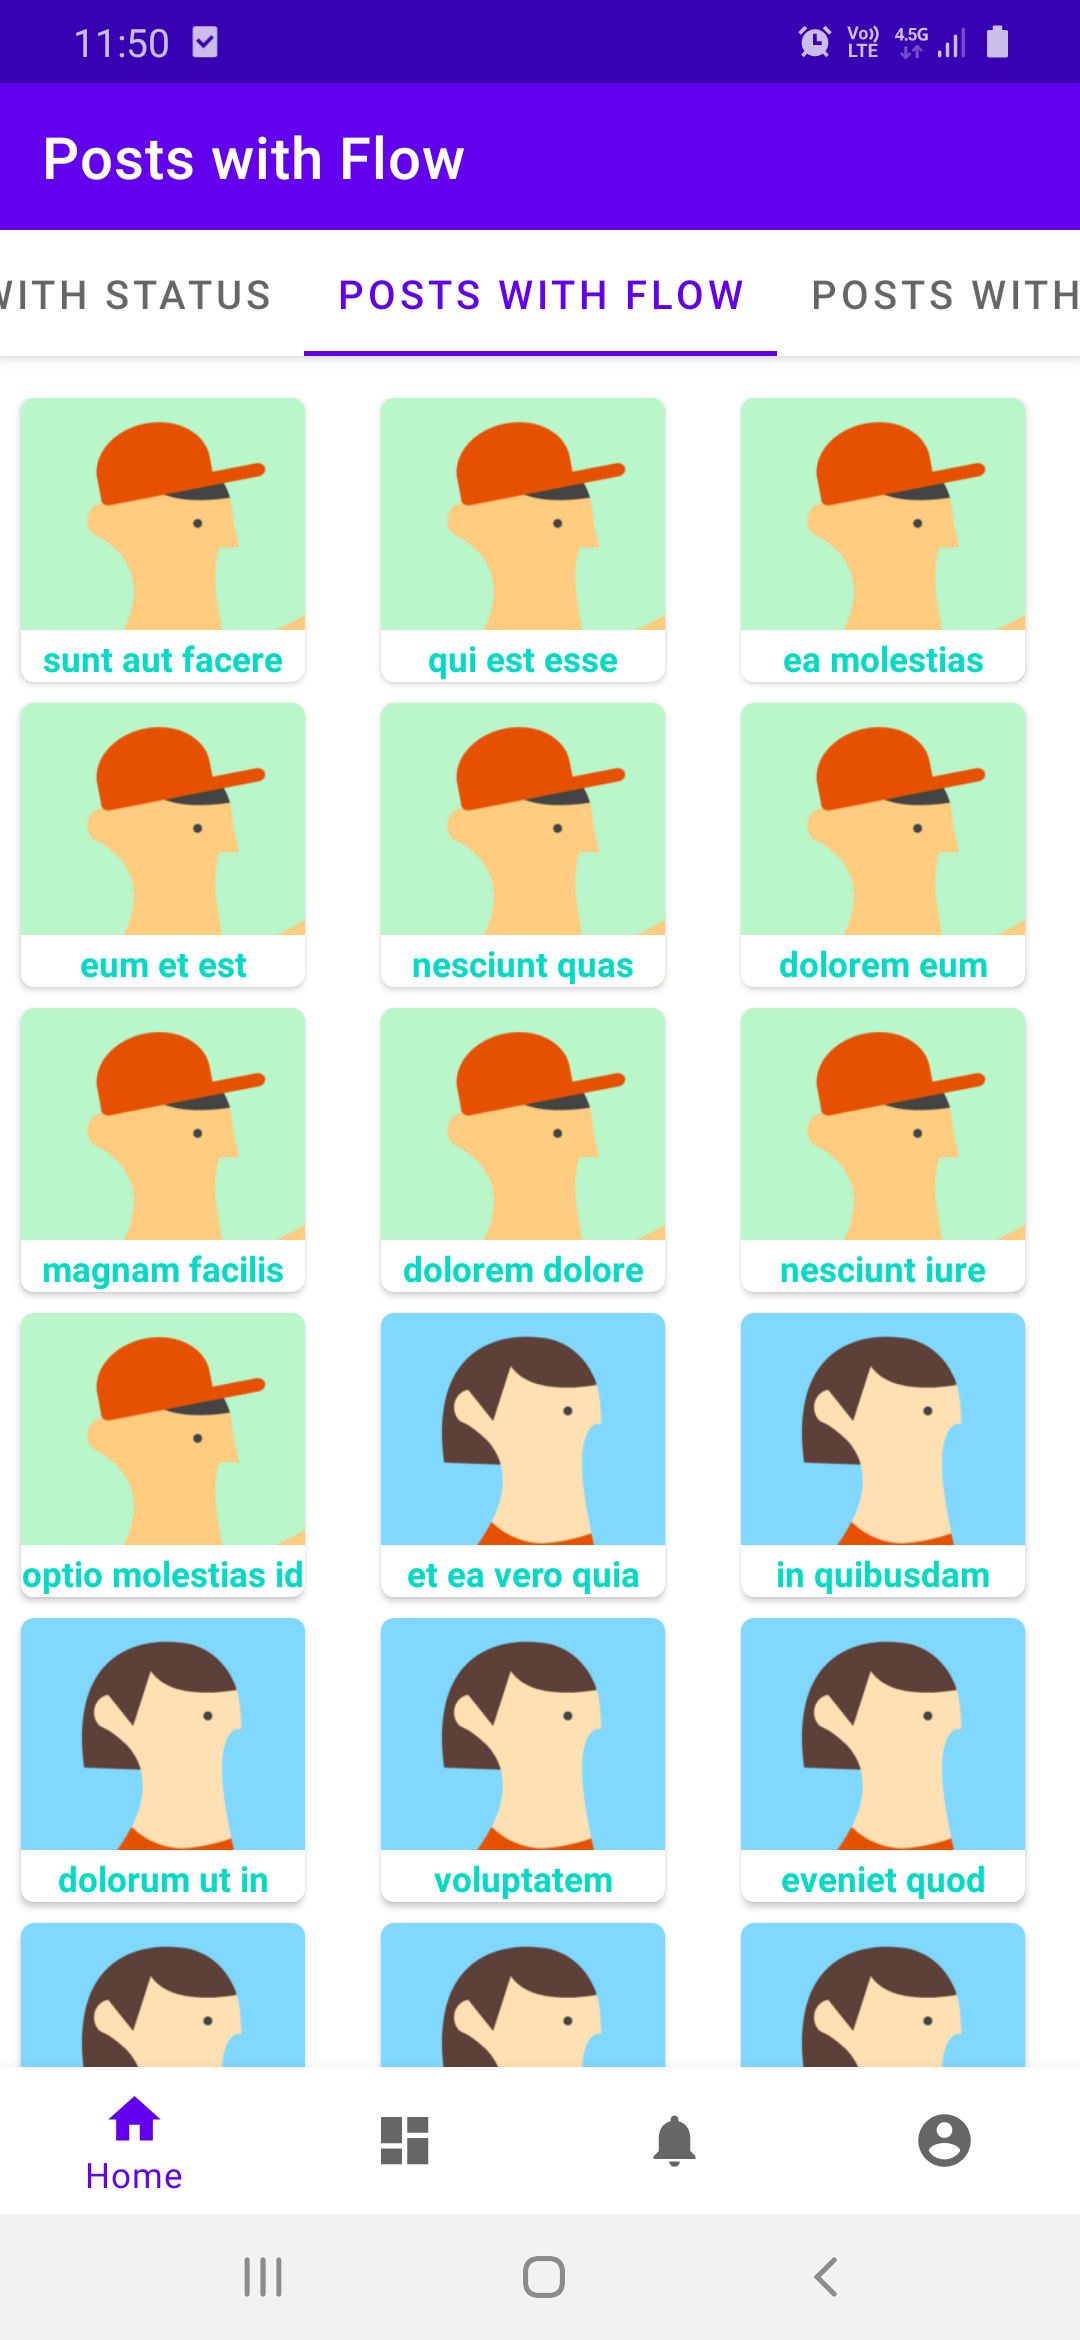 11:50
Vo)) LTE 4.5G
Posts with Flow
WITH STATUS POSTS WITH FLOW POSTS WITH
sunt aut facere qui est esse ea molestias
eum et est nesciunt quas dolorem eum
magnam facilis dolorem dolore nesciunt iure
optio molestias id et ea vero quia in quibusdam
dolorum ut in voluptatem eveniet quod
Home